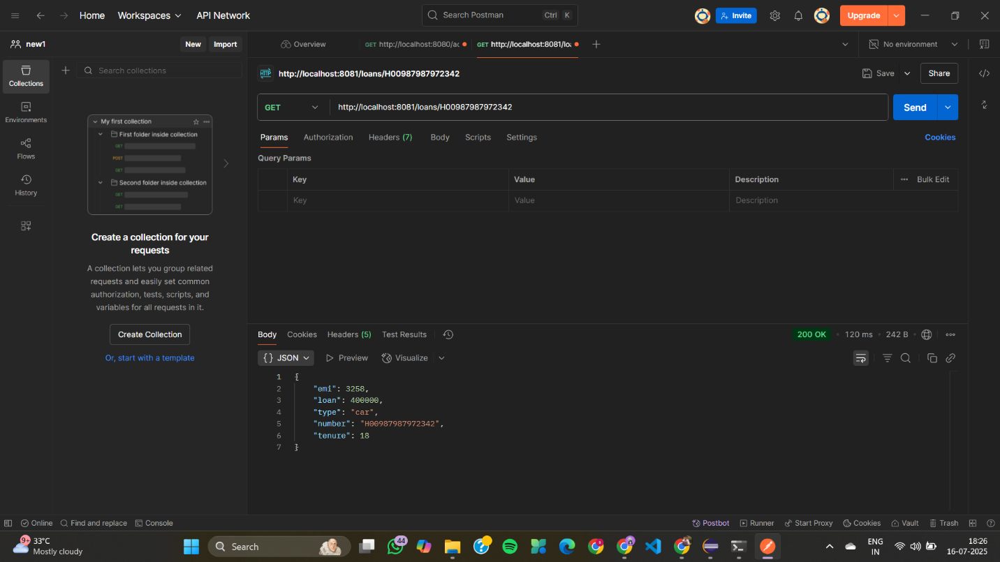 Home
Workspaces
API Network
Search Postman
Ctrl K
Invite
Upgrade
new1
New
Import
Overview
GET http://localhost:8080/ac
GET http://localhost:8081/loa
No environment
Collections
Environments
Flows
History
Search collections
My first collection
First folder inside collection
GET
POST
GET
Second folder inside collection
GET
GET
Create a collection for your
requests
A collection lets you group related
requests and easily set common
authorization, tests, scripts, and
variables for all requests in it.
Create Collection
Or, start with a template
HTTP http://localhost:8081/loans/H00987987972342
Save
Share
GET
http://localhost:8081/loans/H00987987972342
Send
Params
Authorization
Headers (7)
Body
Scripts
Settings
Cookies
Query Params
Key
Value
Description
Bulk Edit
Key
Value
Description
Body
Cookies
Headers (5)
Test Results
200 OK
120 ms
242 B
{} JSON
Preview
Visualize
1 {
2 "emi": 3258,
3 "loan": 400000,
4 "type": "car",
5 "number": "H00987987972342",
6 "tenure": 18
7 }
Online
Find and replace
Console
Postbot
Runner
Start Proxy
Cookies
Vault
Trash
9+
33°C
Mostly cloudy
Search
44
ENG
IN
18:26
16-07-2025